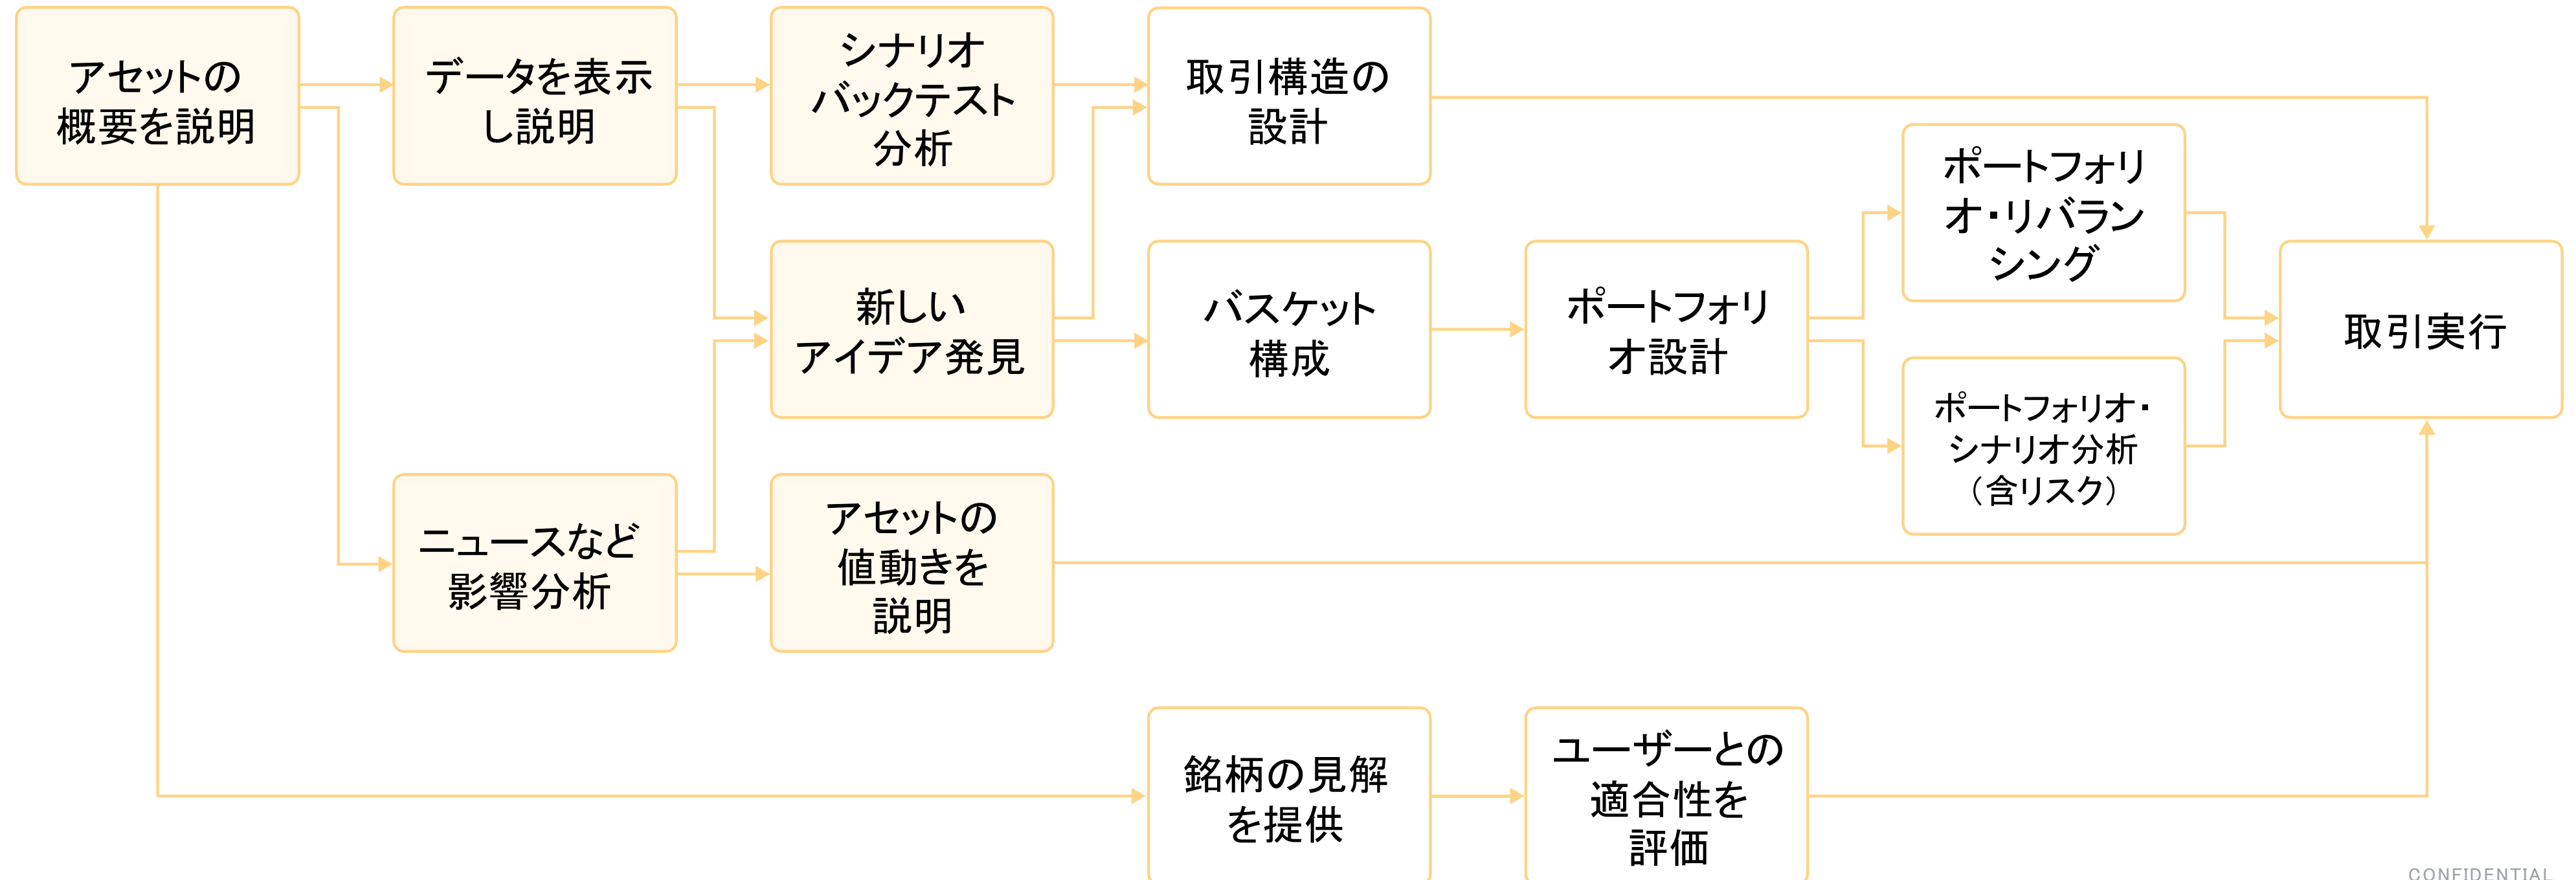 アセットの
概要を説明
データを表示
し説明
シナリオ
バックテスト
分析
取引構造の
設計
ポートフォリ
オ・リバラン
シング
新しい
アイデア発見
バスケット
構成
ポートフォリ
オ設計
取引実行
ポートフォリオ・
シナリオ分析
（含リスク）
ニュースなど
影響分析
アセットの
値動きを
説明
銘柄の見解
を提供
ユーザーとの
適合性を
評価
CONFIDENTIAL